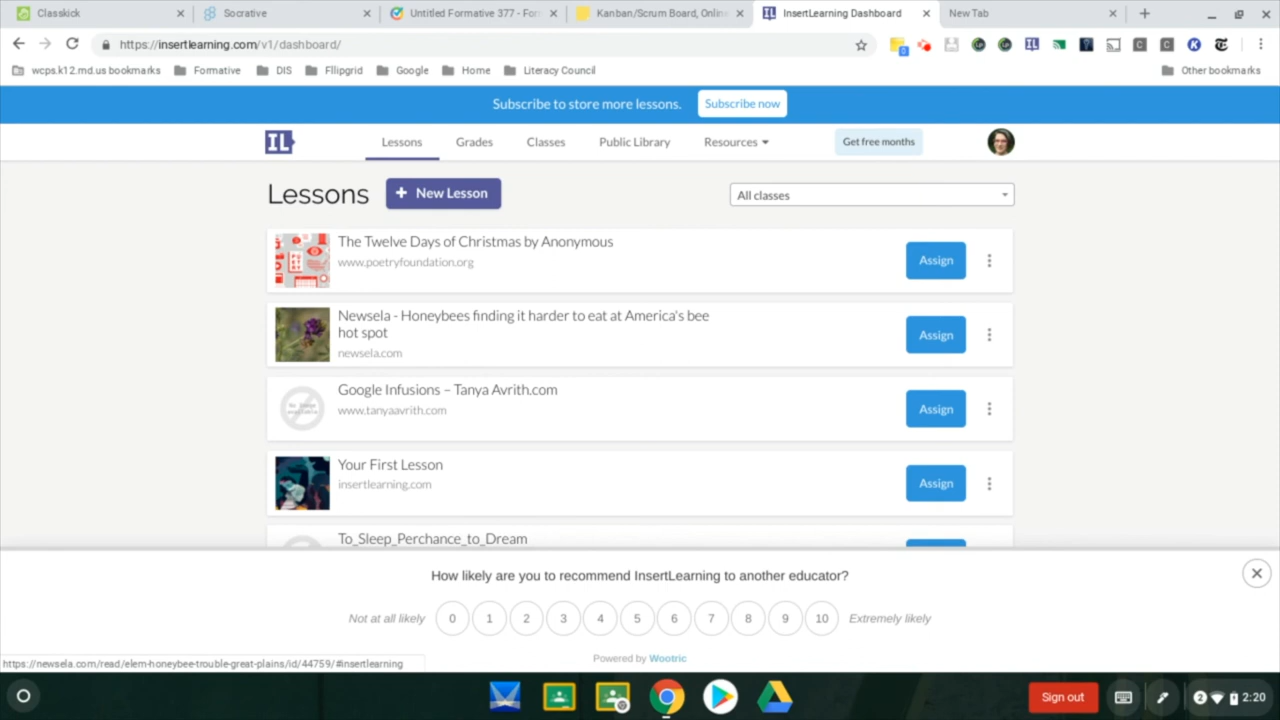 Classkick
Socrative
Untitled Formative 377 - For
Kanban/Scrum Board, Online
InsertLearning Dashboard
New Tab
https://insertlearning.com/v1/dashboard/
wcps.k12.md.us bookmarks
Formative
DIS
Fllipgrid
Google
Home
Literacy Council
Other bookmarks
Subscribe to store more lessons.
Subscribe now
IL
Lessons
Grades
Classes
Public Library
Resources
Get free months
Lessons
+ New Lesson
All classes
The Twelve Days of Christmas by Anonymous
www.poetryfoundation.org
Assign
Newsela - Honeybees finding it harder to eat at America's bee
hot spot
newsela.com
Assign
Google Infusions – Tanya Avrith.com
www.tanyaavrith.com
No Image
available
Assign
Your First Lesson
insertlearning.com
Assign
To_Sleep_Perchance_to_Dream
How likely are you to recommend InsertLearning to another educator?
Not at all likely
0
1
2
3
4
5
6
7
8
9
10
Extremely likely
Powered by Wootric
https://newsela.com/read/elem-honeybee-trouble-great-plains/id/44759/#insertlearning
Sign out
2
2:20